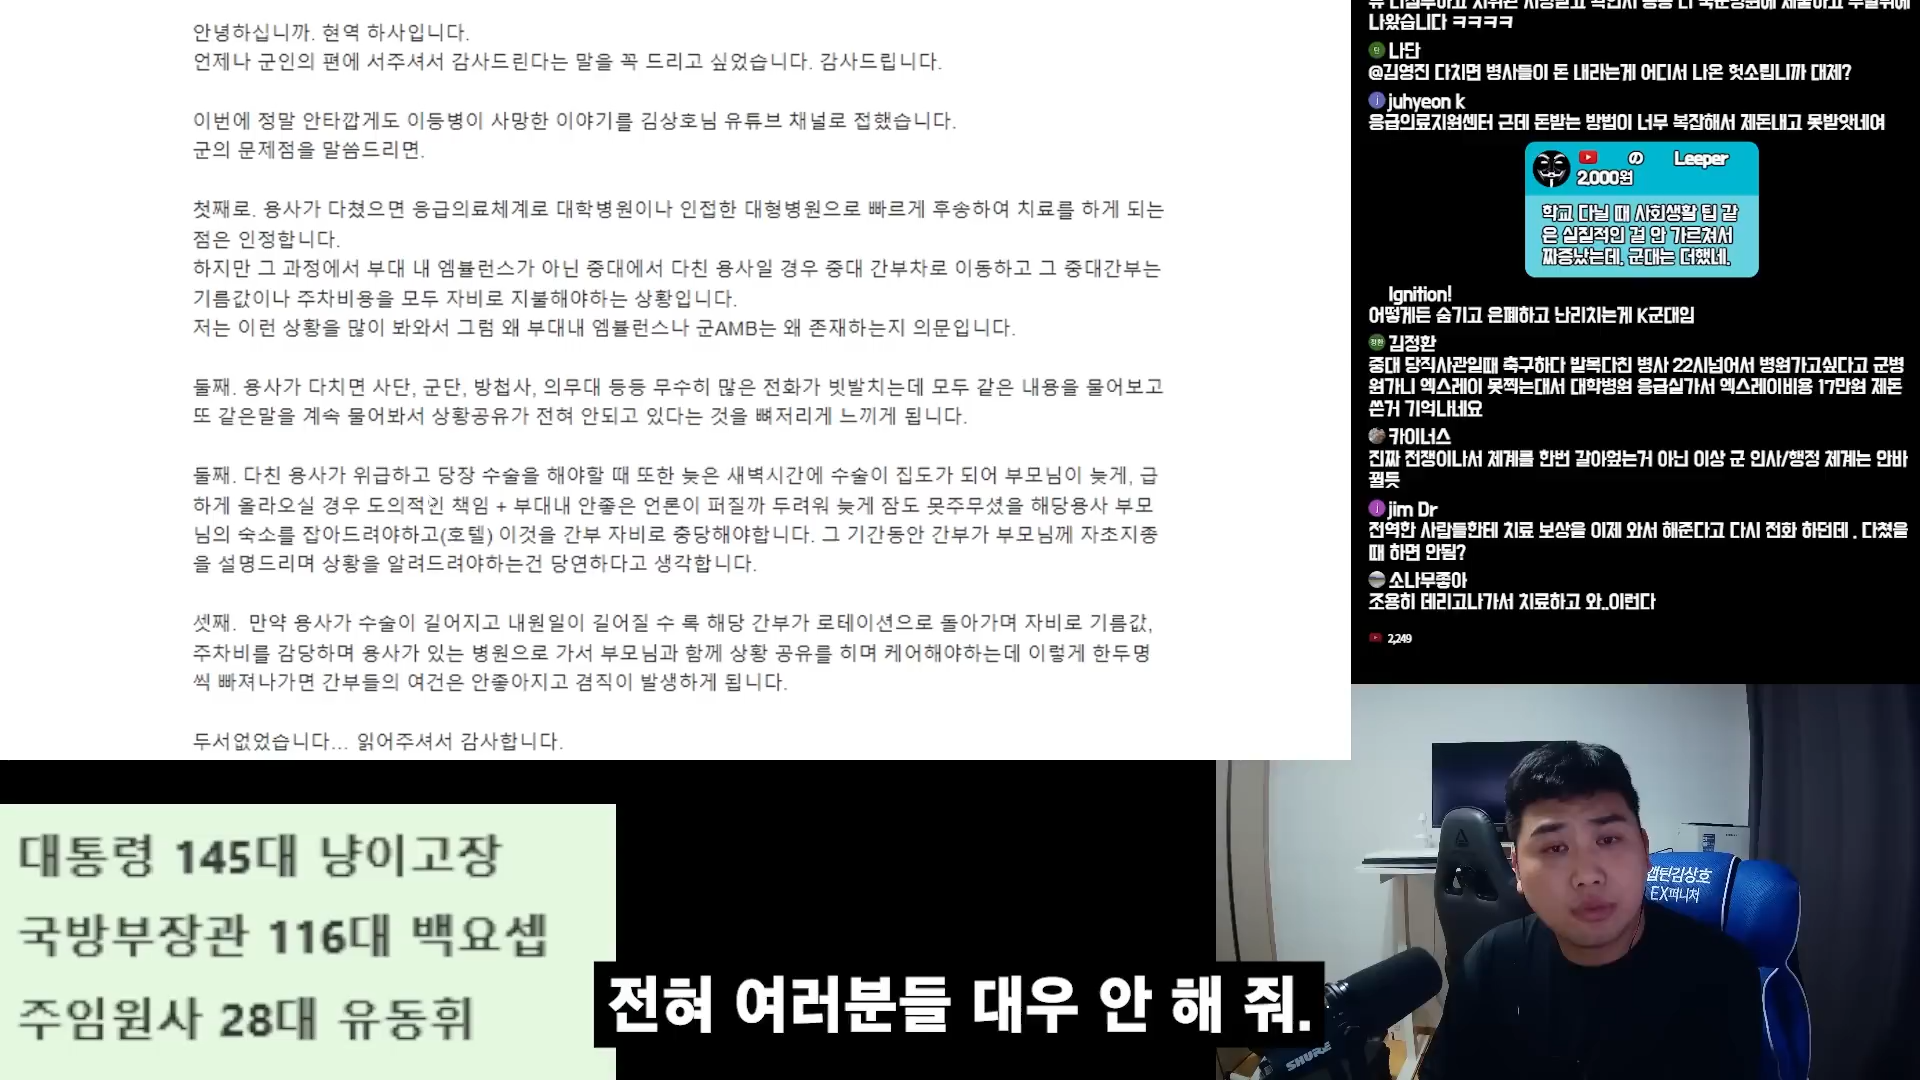 안녕하십니까. 현역 하사입니다.
언제나 군인의 편에 서주셔서 감사드린다는 말을 꼭 드리고 싶었습니다. 감사드립니다.
이번에 정말 안타깝게도 이등병이 사망한 이야기를 김상호님 유튜브 채널로 접했습니다.
군의 문제점을 말씀드리면.
첫째로. 용사가 다쳤으면 응급의료체계로 대학병원이나 인접한 대형병원으로 빠르게 후송하여 치료를 하게 되는
점은 인정합니다.
하지만 그 과정에서 부대 내 엠뷸런스가 아닌 중대에서 다친 용사일 경우 중대 간부차로 이동하고 그 중대간부는
기름값이나 주차비용을 모두 자비로 지불해야하는 상황입니다.
저는 이런 상황을 많이 봐와서 그럼 왜 부대내 엠뷸런스나 군AMB는 왜 존재하는지 의문입니다.
둘째. 용사가 다치면 사단, 군단, 방첩사, 의무대 등등 무수히 많은 전화가 빗발치는데 모두 같은 내용을 물어보고
또 같은말을 계속 물어봐서 상황공유가 전혀 안되고 있다는 것을 뼈저리게 느끼게 됩니다.
둘째. 다친 용사가 위급하고 당장 수술을 해야할 때 또한 늦은 새벽시간에 수술이 집도가 되어 부모님이 늦게, 급
하게 올라오실 경우 도의적인 책임 + 부대내 안좋은 언론이 퍼질까 두려워 늦게 잠도 못주무셨을 해당용사 부모
님의 숙소를 잡아드려야하고(호텔) 이것을 간부 자비로 충당해야합니다. 그 기간동안 간부가 부모님께 자초지종
을 설명드리며 상황을 알려드려야하는건 당연하다고 생각합니다.
셋째. 만약 용사가 수술이 길어지고 내원일이 길어질 수 록 해당 간부가 로테이션으로 돌아가며 자비로 기름값,
주차비를 감당하며 용사가 있는 병원으로 가서 부모님과 함께 상황 공유를 히며 케어해야하는데 이렇게 한두명
씩 빠져나가면 간부들의 여건은 안좋아지고 겸직이 발생하게 됩니다.
두서없었습니다... 읽어주셔서 감사합니다.
나왔습니다 ㅋㅋㅋㅋ
나단
@김영진 다치면 병사들이 돈 내라는게 어디서 나온 헛소립니까 대체?
juhyeon k
응급의료지원센터 근데 돈받는 방법이 너무 복잡해서 제돈내고 못받앗네여
の Leeper
2,000원
학교 다닐 때 사회생활 팁 같
은 실질적인 걸 안 가르쳐서
짜증났는데, 군대는 더했네.
Ignition!
어떻게든 숨기고 은폐하고 난리치는게 K군대임
김정환
중대 당직사관일때 축구하다 발목다친 병사 22시넘어서 병원가고싶다고 군병
원가니 엑스레이 못찍는대서 대학병원 응급실가서 엑스레이비용 17만원 제돈
쓴거 기억나네요
카이너스
진짜 전쟁이나서 체계를 한번 갈아엎는거 아닌 이상 군 인사/행정 체계는 안바
뀔듯
jim Dr
전역한 사람들한테 치료 보상을 이제 와서 해준다고 다시 전화 하던데 . 다쳤을
때 하면 안됨?
소나무좋아
조용히 데리고나가서 치료하고 와..이런다
2,249
대통령 145대 냥이고장
국방부장관 116대 백요셉
주임원사 28대 유동휘
전혀 여러분들 대우 안 해 줘.
캡틴김상호
EX퍼니처
SHURE